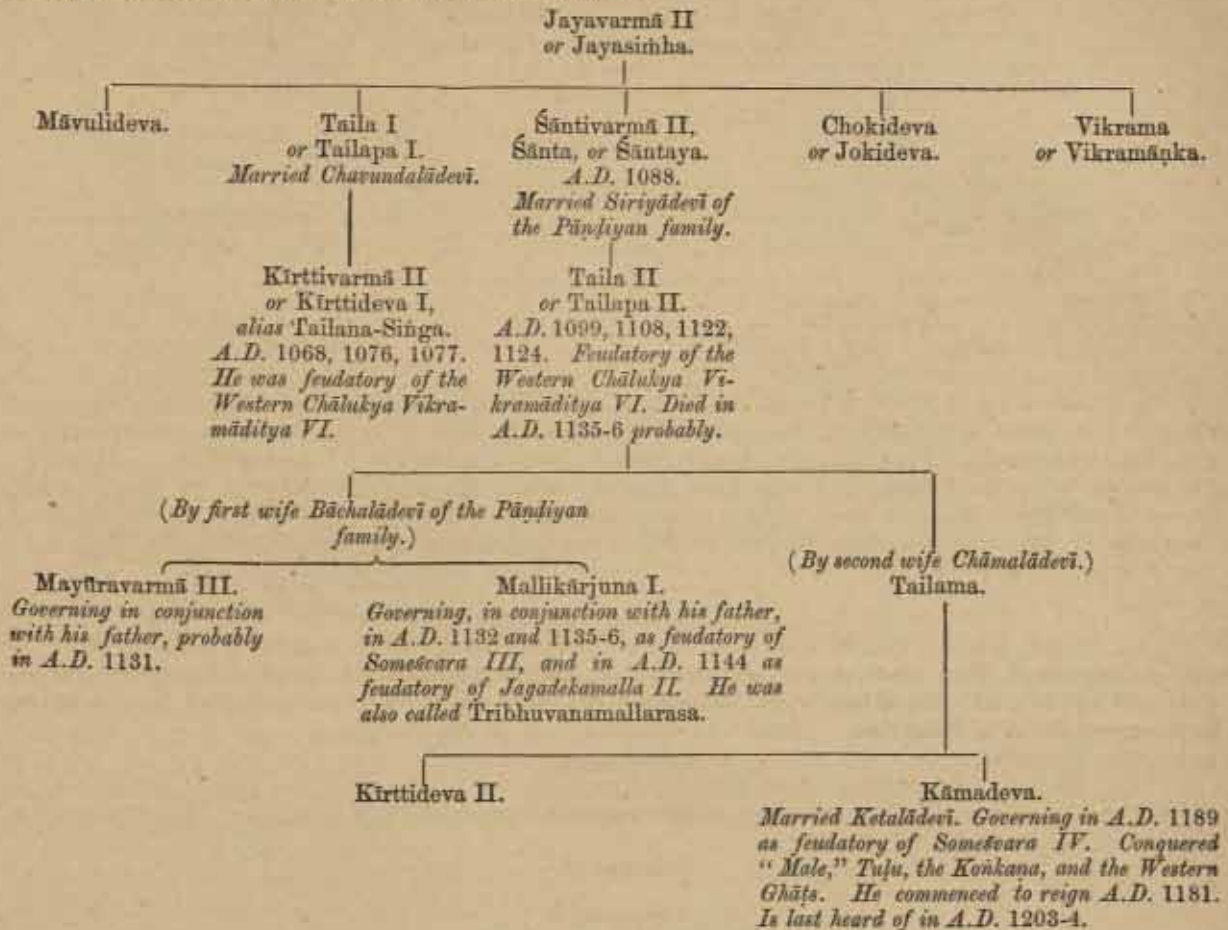 Jayavarmā II
or Jayasiṁha.
Māvulideva.
Taila I
or Tailapa I.
Married Chavundalādevī.
Śāntivarmā II,
Śānta, or Śāntaya.
A.D. 1088.
Married Siriyādevī of
the Pāṇḍiyan family.
Chokideva
or Jokideva.
Vikrama
or Vikramāṇka.
Kīrttivarmā II
or Kīrttideva I,
alias Tailana-Siṅga.
A.D. 1068, 1076, 1077.
He was feudatory of the
Western Chālukya Vikra-
māditya VI.
Taila II
or Tailapa II.
A.D. 1099, 1108, 1122,
1124. Feudatory of the
Western Chālukya Vi-
kramāditya VI. Died in
A.D. 1135-6 probably.
(By first wife Bāchalādevī of the Pāṇḍiyan
family.)
(By second wife Chāmalādevī.)
Tailama.
Mayūravarmā III.
Governing in conjunction
with his father, probably
in A.D. 1131.
Mallikārjuna I.
Governing, in conjunction with his father,
in A.D. 1132 and 1135-6, as feudatory of
Someśvara III, and in A.D. 1144 as
feudatory of Jagadekamalla II. He was
also called Tribhuvanamallarasa.
Kīrttideva II.
Kāmadeva.
Married Ketalādevī. Governing in A.D. 1189
as feudatory of Someśvara IV. Conquered
"Male," Tuḷu, the Koṅkaṇa, and the Western
Ghāṭs. He commenced to reign A.D. 1181.
Is last heard of in A.D. 1203-4.